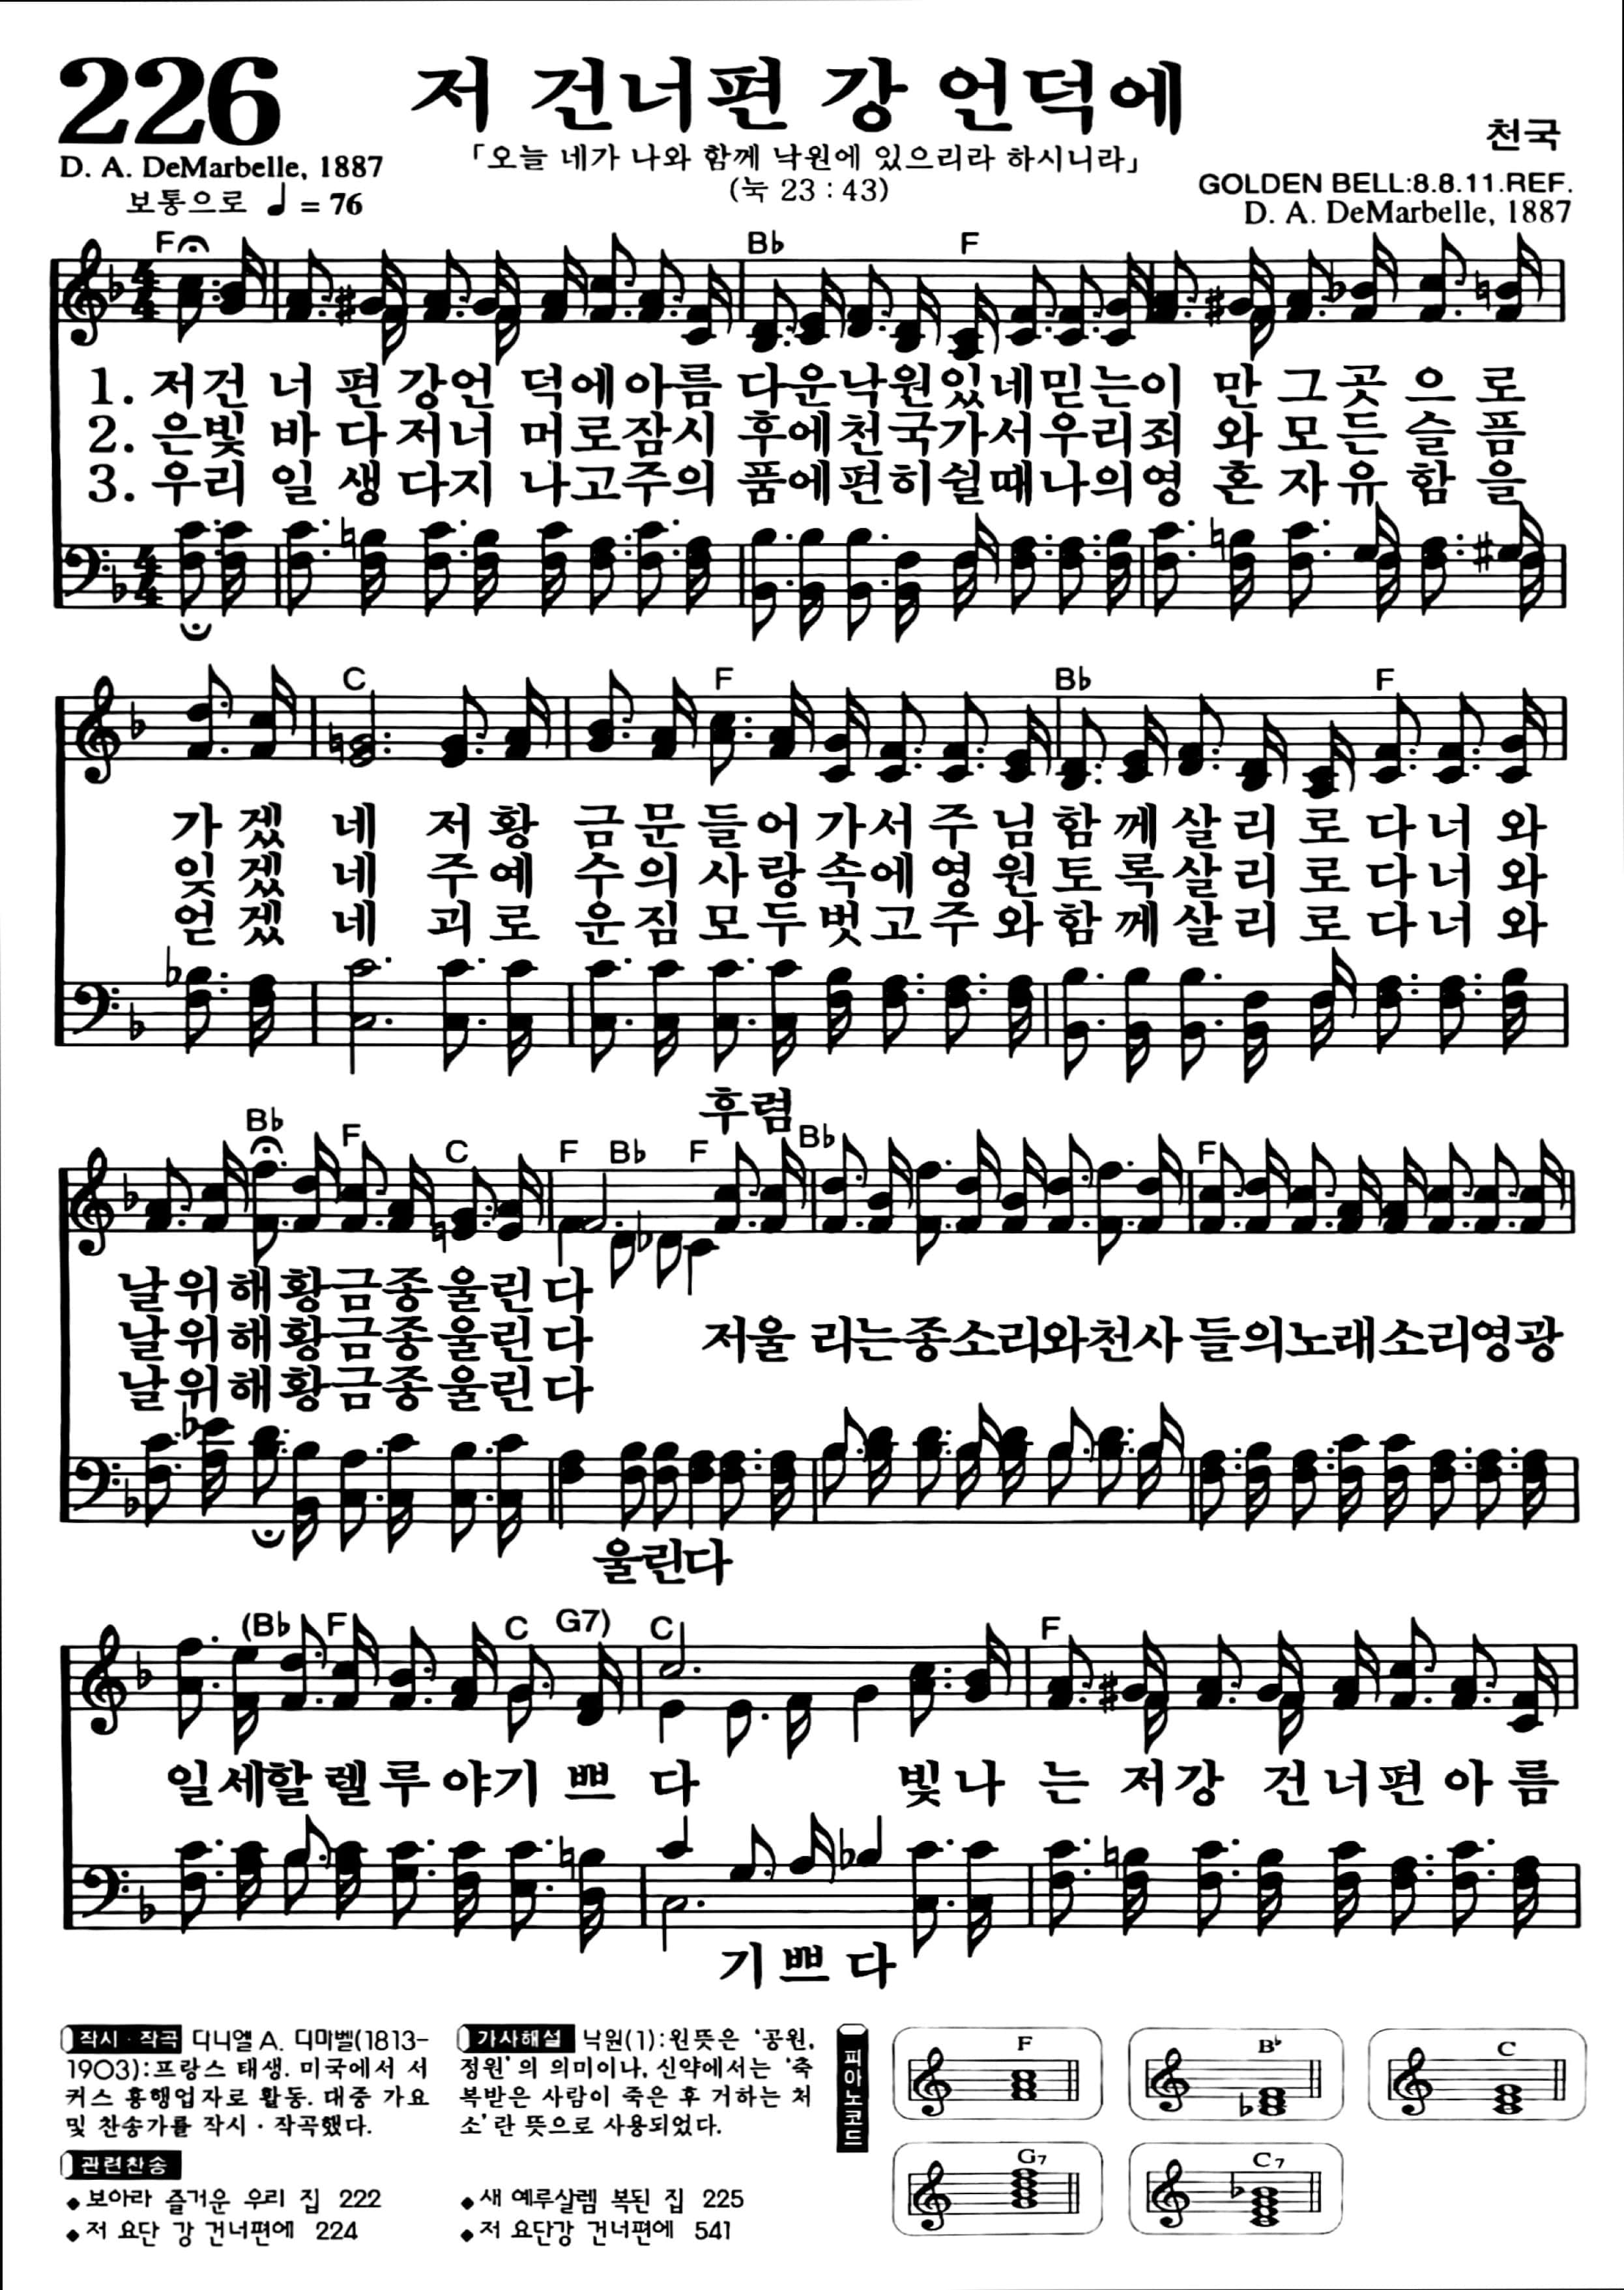 226
저 건너편 강 언덕에
천국
D. A. DeMarbelle, 1887
「오늘 네가 나와 함께 낙원에 있으리라 하시니라」
(눅 23 : 43)
보통으로 ♩ = 76
GOLDEN BELL:8.8.11.REF.
D. A. DeMarbelle, 1887
F B♭ F
4/4
1. 저건 너 편 강언 덕에아름 다운낙원있네믿는이 만 그곳 으 로
2. 은빛 바 다 저너 머로잠시 후에천국가서우리죄 와 모든 슬 픔
3. 우리 일 생 다지 나고주의 품에편히쉴때나의영 혼 자유 함 을
4/4
C F B♭ F
가 겠 네 저 황 금 문 들 어 가서 주 님 함 께 살 리 로 다 너 와
잊 겠 네 주 예 수 의 사 랑 속에 영 원 토 록 살 리 로 다 너 와
얻 겠 네 괴 로 운 짐 모 두 벗고 주 와 함 께 살 리 로 다 너 와
후렴
B♭ F C F B♭ F B♭ F
날위해황금종 울린다
날위해황금종 울린다 저울 리는종소리와천사 들의노래소리영광
날위해황금종 울린다
울린다
(B♭ F C G7) C F
일세할 렐 루 야기 쁘 다 빛 나 는 저강 건 너 편 아 름
기 쁘 다
작시 · 작곡 다니엘 A. 디마벨(1813-
1903):프랑스 태생. 미국에서 서
커스 흥행업자로 활동. 대중 가요
및 찬송가를 작시 · 작곡했다.
가사해설 낙원(1):원뜻은 '공원,
정원'의 의미이나, 신약에서는 '축
복받은 사람이 죽은 후 거하는 처
소'란 뜻으로 사용되었다.
관련찬송
◆ 보아라 즐거운 우리 집 222
◆ 저 요단 강 건너편에 224
◆ 새 예루살렘 복된 집 225
◆ 저 요단강 건너편에 541
피아노코드
F B♭ C
G7 C7